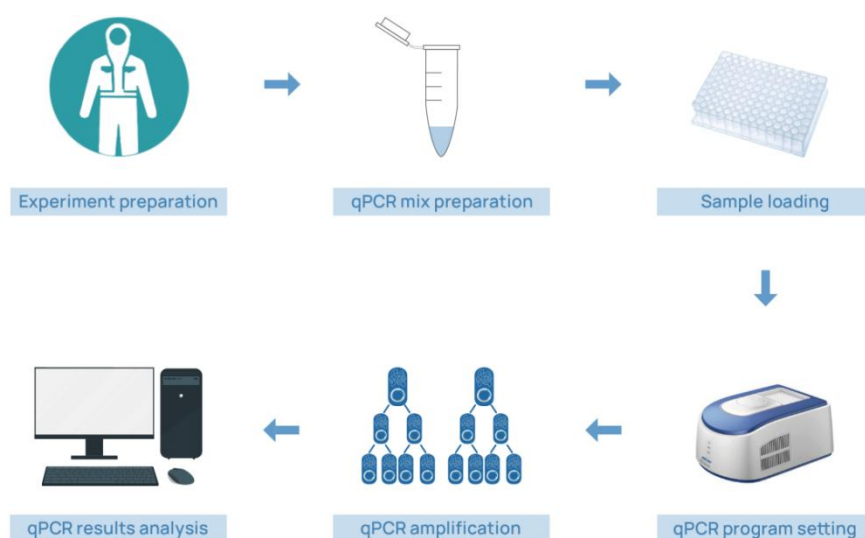 Experiment preparation
qPCR mix preparation
Sample loading
qPCR program setting
qPCR amplification
qPCR results analysis